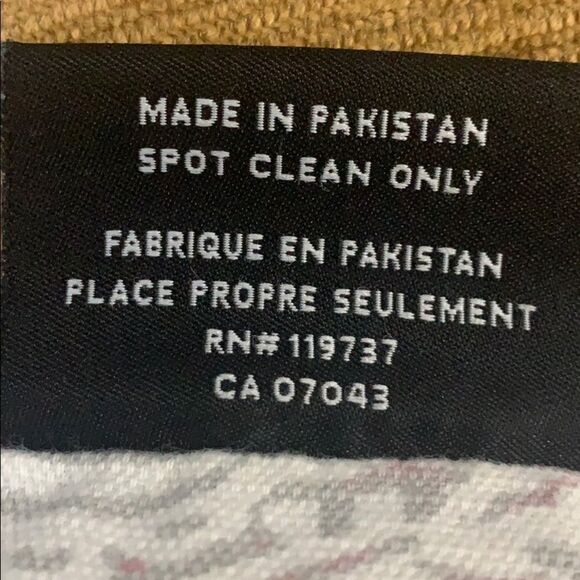 MADE IN PAKISTAN
SPOT CLEAN ONLY
FABRIQUE EN PAKISTAN
PLACE PROPRE SEULEMENT
RN# 119737
CA 07043